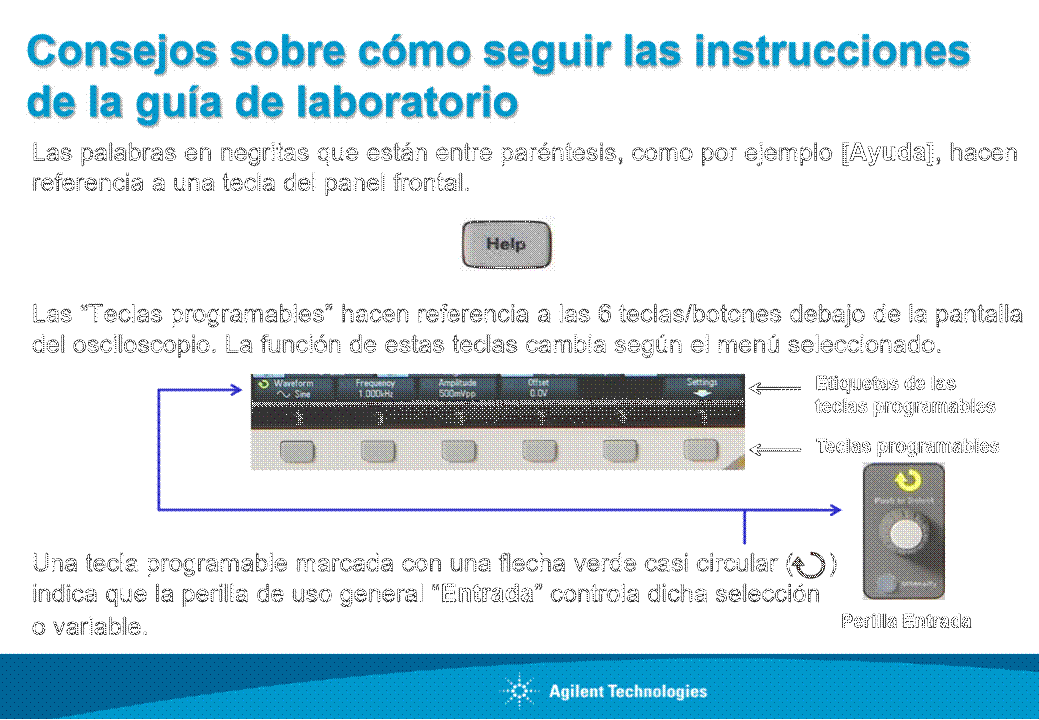 Consejos sobre cómo seguir las instrucciones
de la guía de laboratorio
Las palabras en negritas que están entre paréntesis, como por ejemplo [Ayuda], hacen
referencia a una tecla del panel frontal.
Help
Las “Teclas programables” hacen referencia a las 6 teclas/botones debajo de la pantalla
del osciloscopio. La función de estas teclas cambia según el menú seleccionado.
Waveform Frequency Amplitude Offset Settings
Sine 1.000kHz 500mVpp 0.0V
Etiquetas de las
teclas programables
Teclas programables
Push to Select
Intensity
Una tecla programable marcada con una flecha verde casi circular (↻)
indica que la perilla de uso general “Entrada” controla dicha selección
o variable.
Perilla Entrada
Agilent Technologies